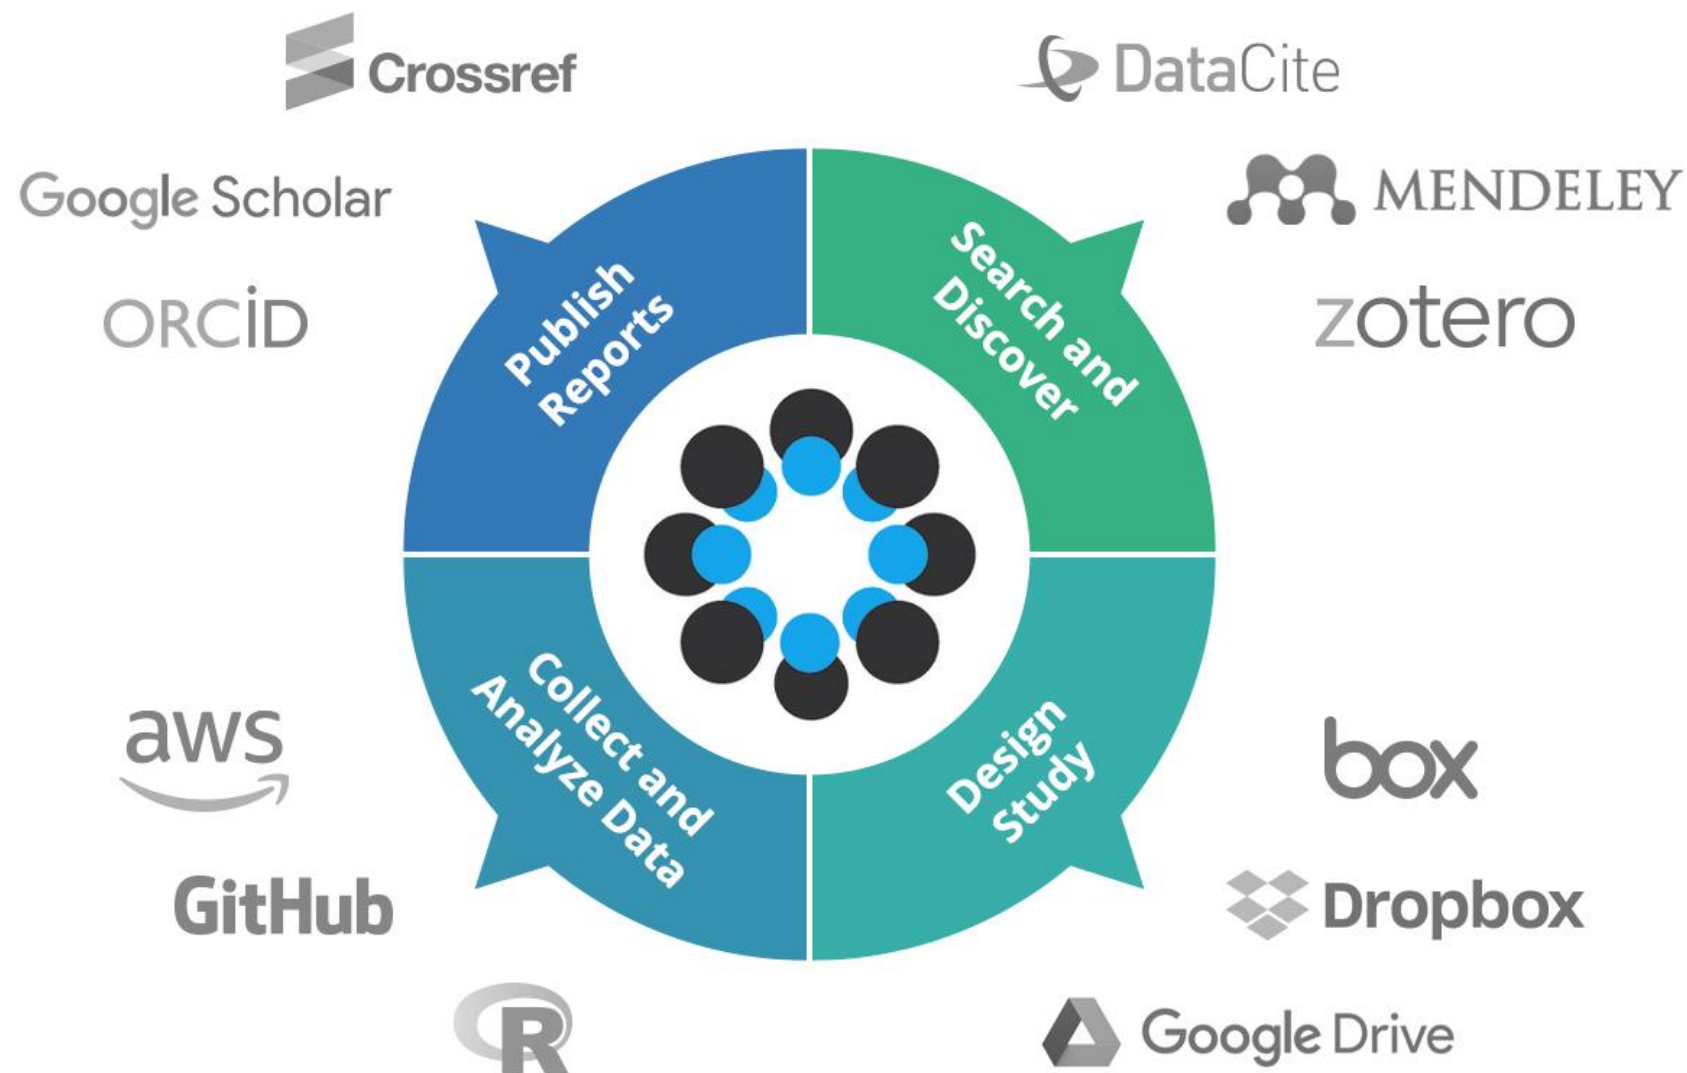 Crossref
DataCite
Google Scholar
MENDELEY
ORCiD
zotero
Publish
Reports
Search and
Discover
Collect and
Analyze Data
Design
Study
aws
box
GitHub
Dropbox
R
Google Drive